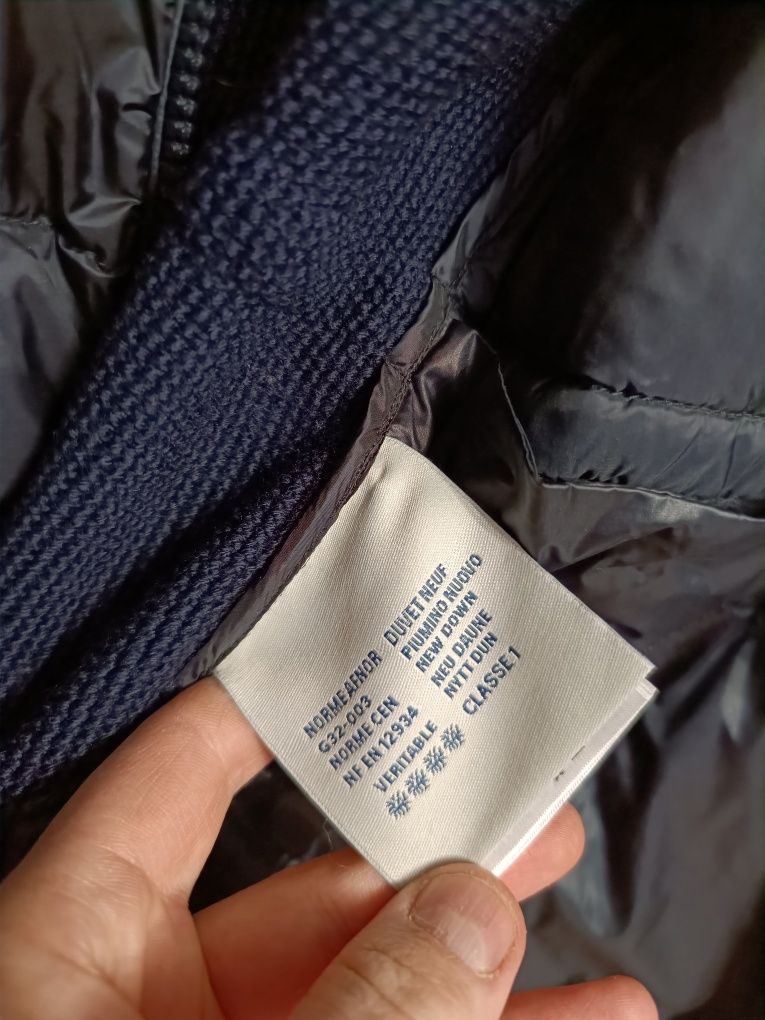 NORME AFNOR
G32-003
NORME CEN
NF EN 12934
DUVET NEUF
PIUMINO NUOVO
NEW DOWN
NEU DAUNE
NYTT DUN
VERITABLE CLASSE 1